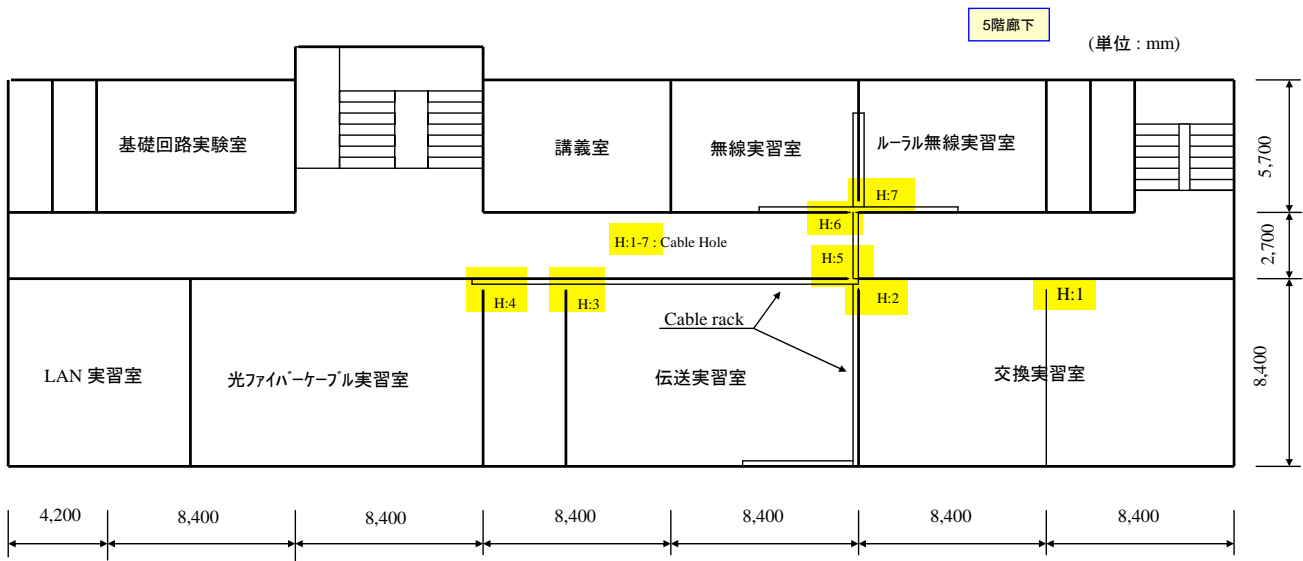 5階廊下
(単位 : mm)
基礎回路実験室
講義室
無線実習室
ルーラル無線実習室
5,700
H:7
H:6
H:1-7 : Cable Hole
H:5
2,700
H:4
H:3
H:2
H:1
Cable rack
LAN 実習室
光ファイバーケーブル実習室
伝送実習室
交換実習室
8,400
4,200
8,400
8,400
8,400
8,400
8,400
8,400